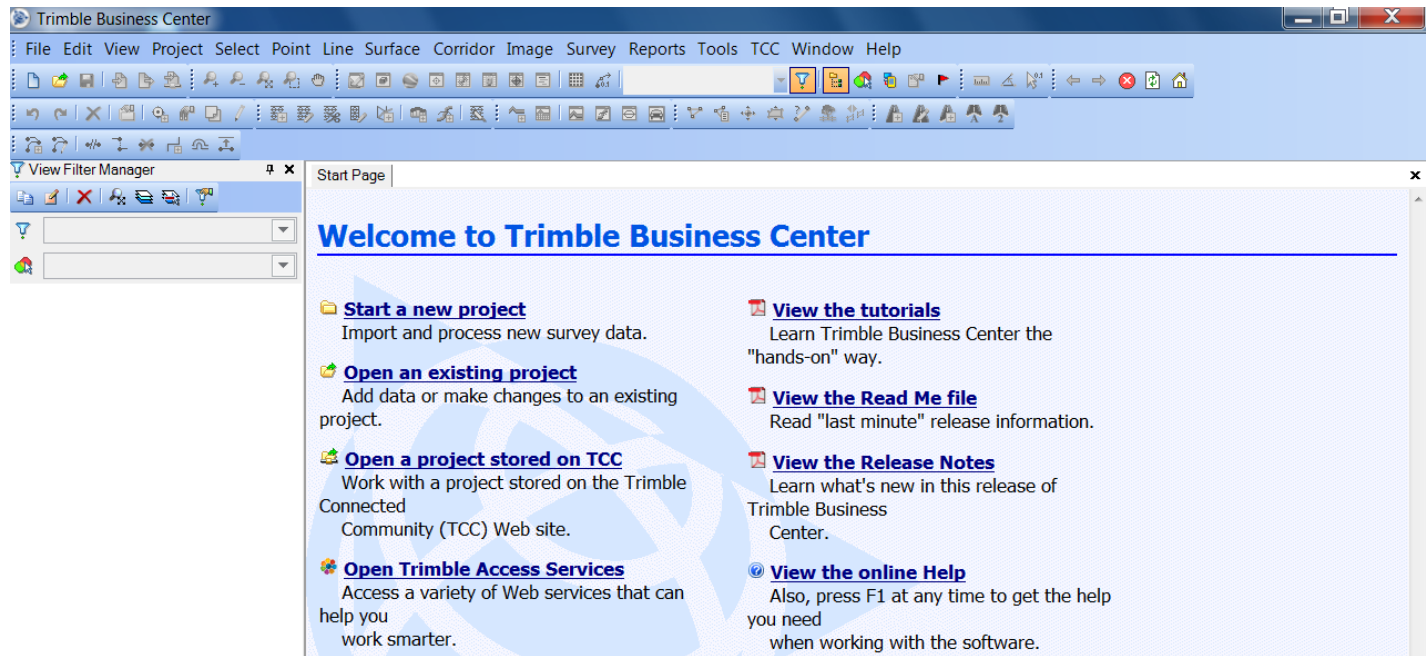 Trimble Business Center
File Edit View Project Select Point Line Surface Corridor Image Survey Reports Tools TCC Window Help
View Filter Manager
Start Page
Welcome to Trimble Business Center
Start a new project
Import and process new survey data.
Open an existing project
Add data or make changes to an existing
project.
Open a project stored on TCC
Work with a project stored on the Trimble
Connected
Community (TCC) Web site.
Open Trimble Access Services
Access a variety of Web services that can
help you
work smarter.
View the tutorials
Learn Trimble Business Center the
"hands-on" way.
View the Read Me file
Read "last minute" release information.
View the Release Notes
Learn what's new in this release of
Trimble Business
Center.
View the online Help
Also, press F1 at any time to get the help
you need
when working with the software.